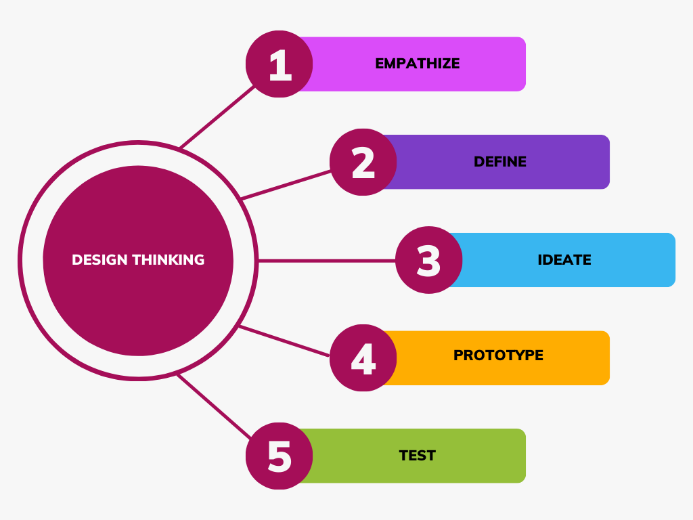 DESIGN THINKING
1
EMPATHIZE
2
DEFINE
3
IDEATE
4
PROTOTYPE
5
TEST